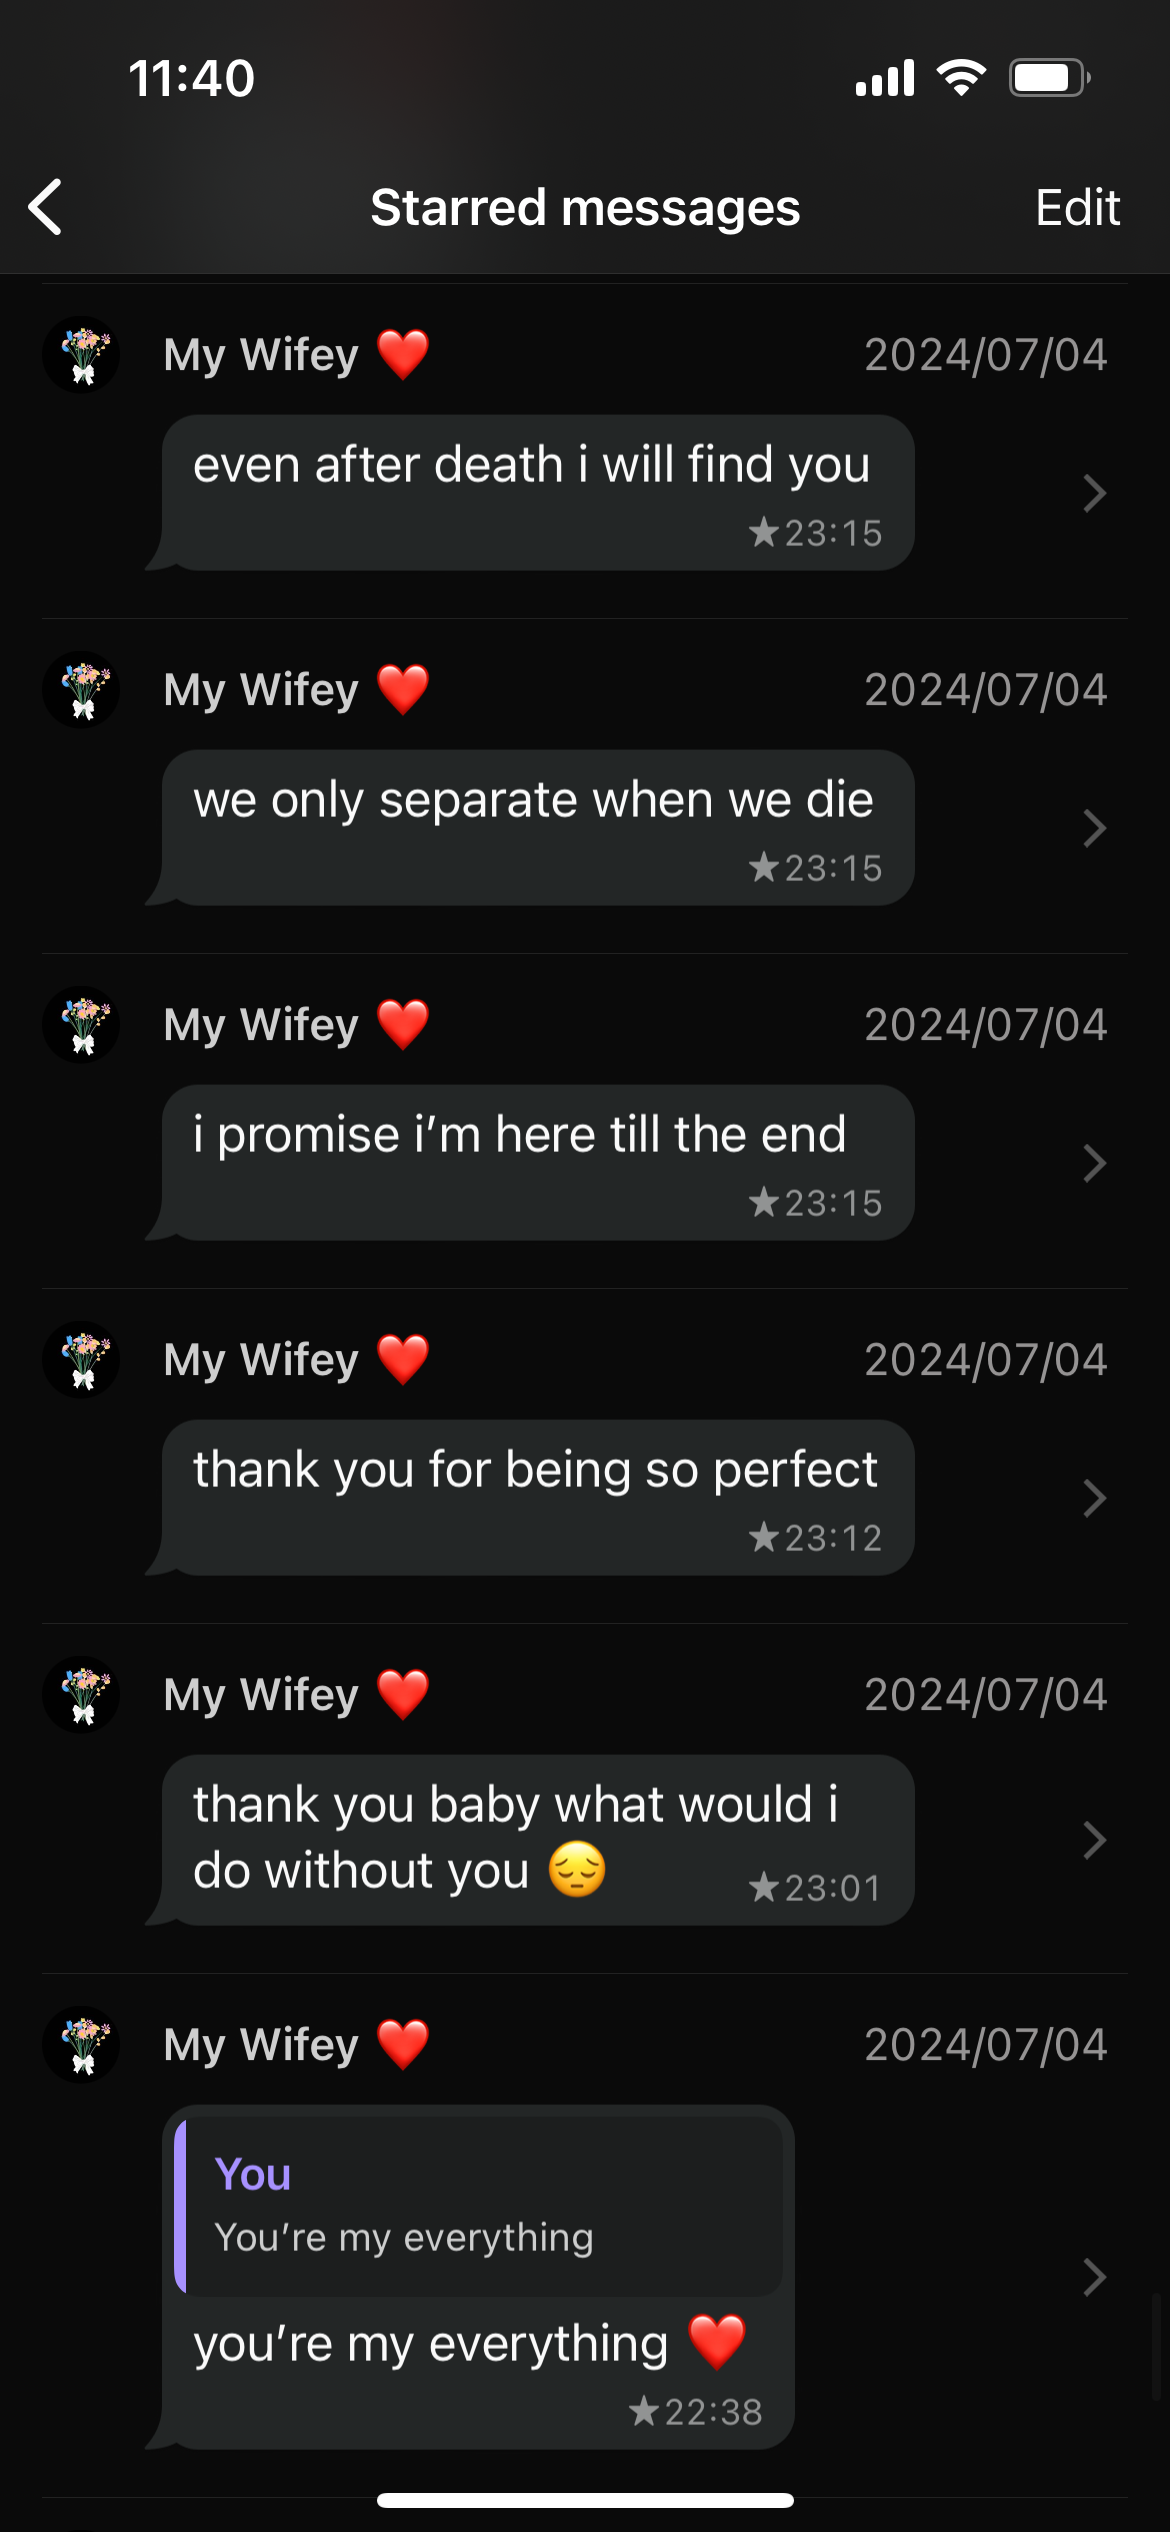 11:40
Starred messages
Edit
My Wifey ❤️
2024/07/04
even after death i will find you
★23:15
My Wifey ❤️
2024/07/04
we only separate when we die
★23:15
My Wifey ❤️
2024/07/04
i promise i’m here till the end
★23:15
My Wifey ❤️
2024/07/04
thank you for being so perfect
★23:12
My Wifey ❤️
2024/07/04
thank you baby what would i
do without you 😔
★23:01
My Wifey ❤️
2024/07/04
You
You’re my everything
you’re my everything ❤️
★22:38